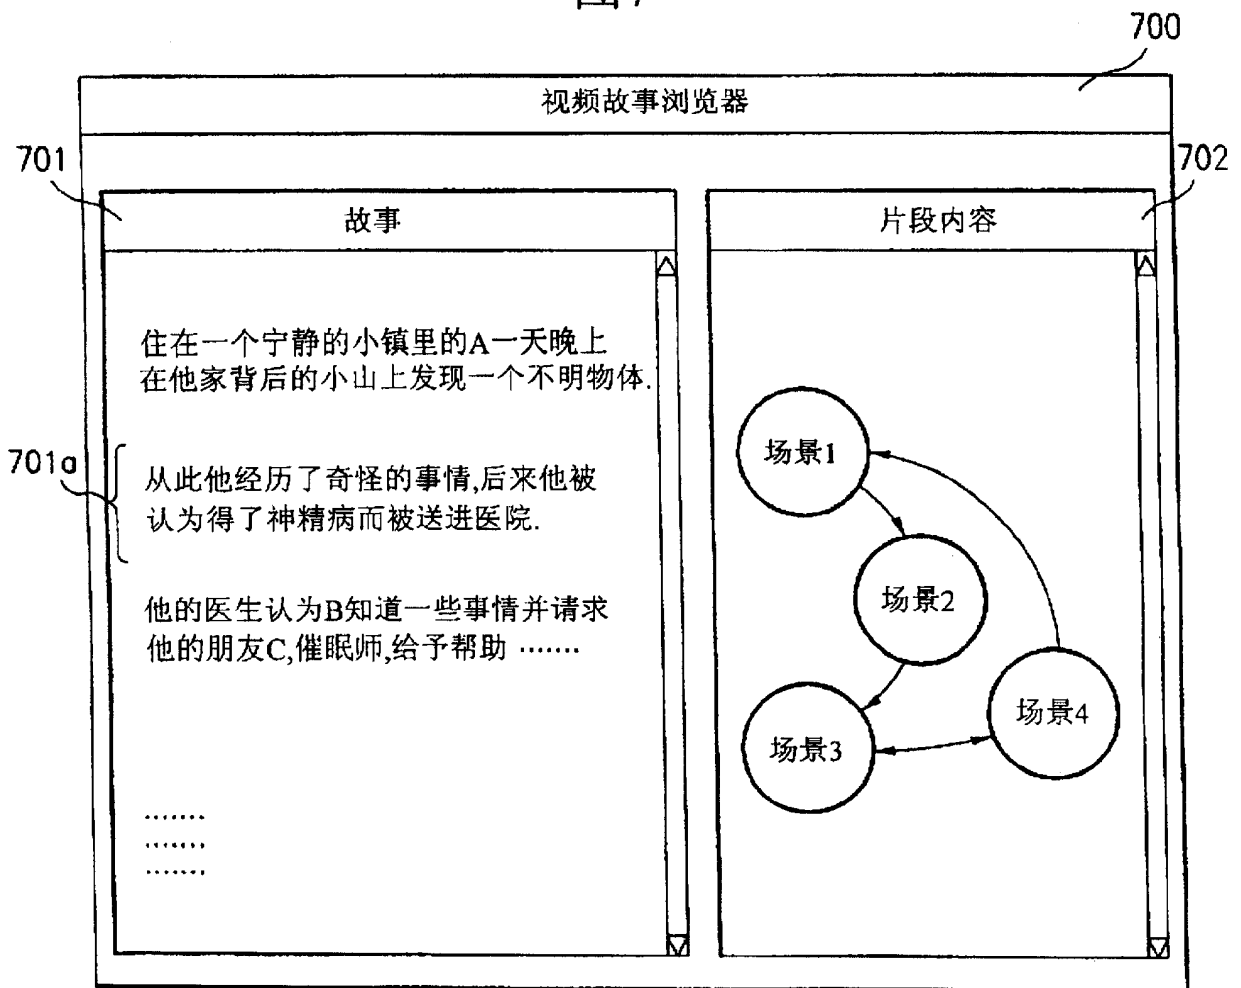 图7
700
视频故事浏览器
701
702
故事
片段内容
住在一个宁静的小镇里的A一天晚上
在他家背后的小山上发现一个不明物体.
701a
从此他经历了奇怪的事情,后来他被
认为得了神精病而被送进医院.
他的医生认为B知道一些事情并请求
他的朋友C,催眠师,给予帮助 ·······
·······
·······
·······
场景1
场景2
场景4
场景3